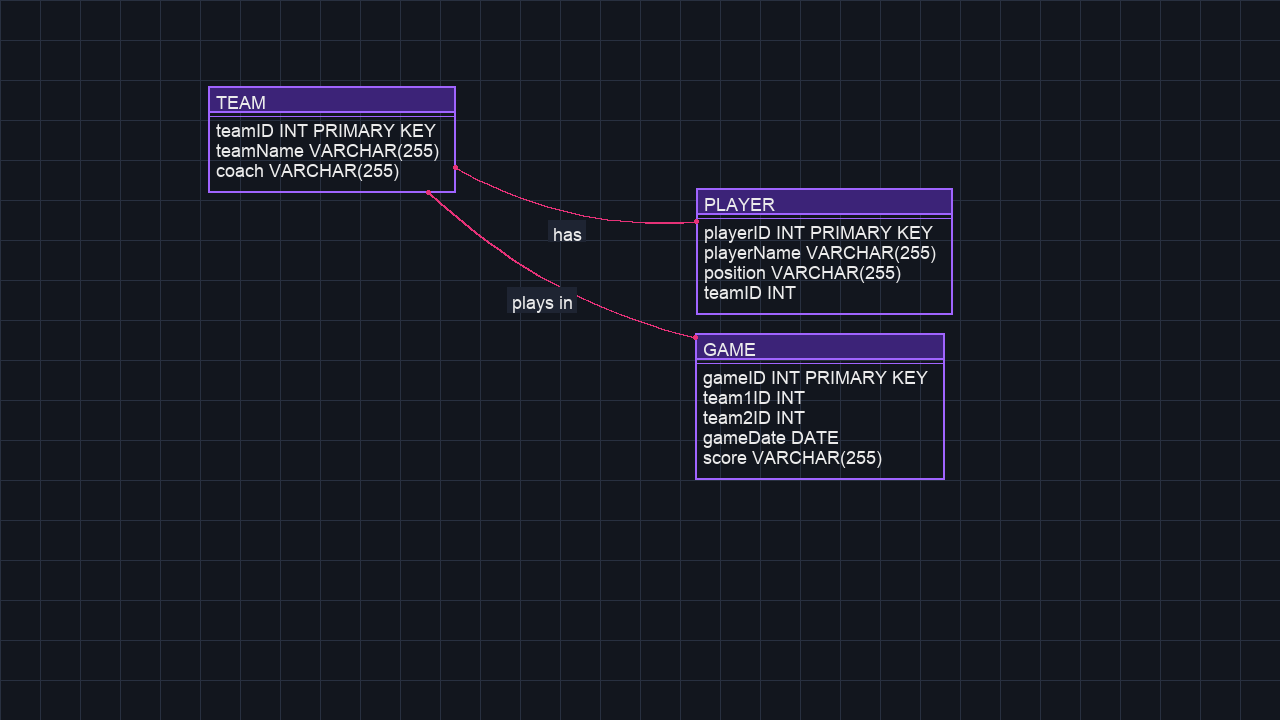 TEAM
teamID INT PRIMARY KEY
teamName VARCHAR(255)
coach VARCHAR(255)
has
plays in
PLAYER
playerID INT PRIMARY KEY
playerName VARCHAR(255)
position VARCHAR(255)
teamID INT
GAME
gameID INT PRIMARY KEY
team1ID INT
team2ID INT
gameDate DATE
score VARCHAR(255)